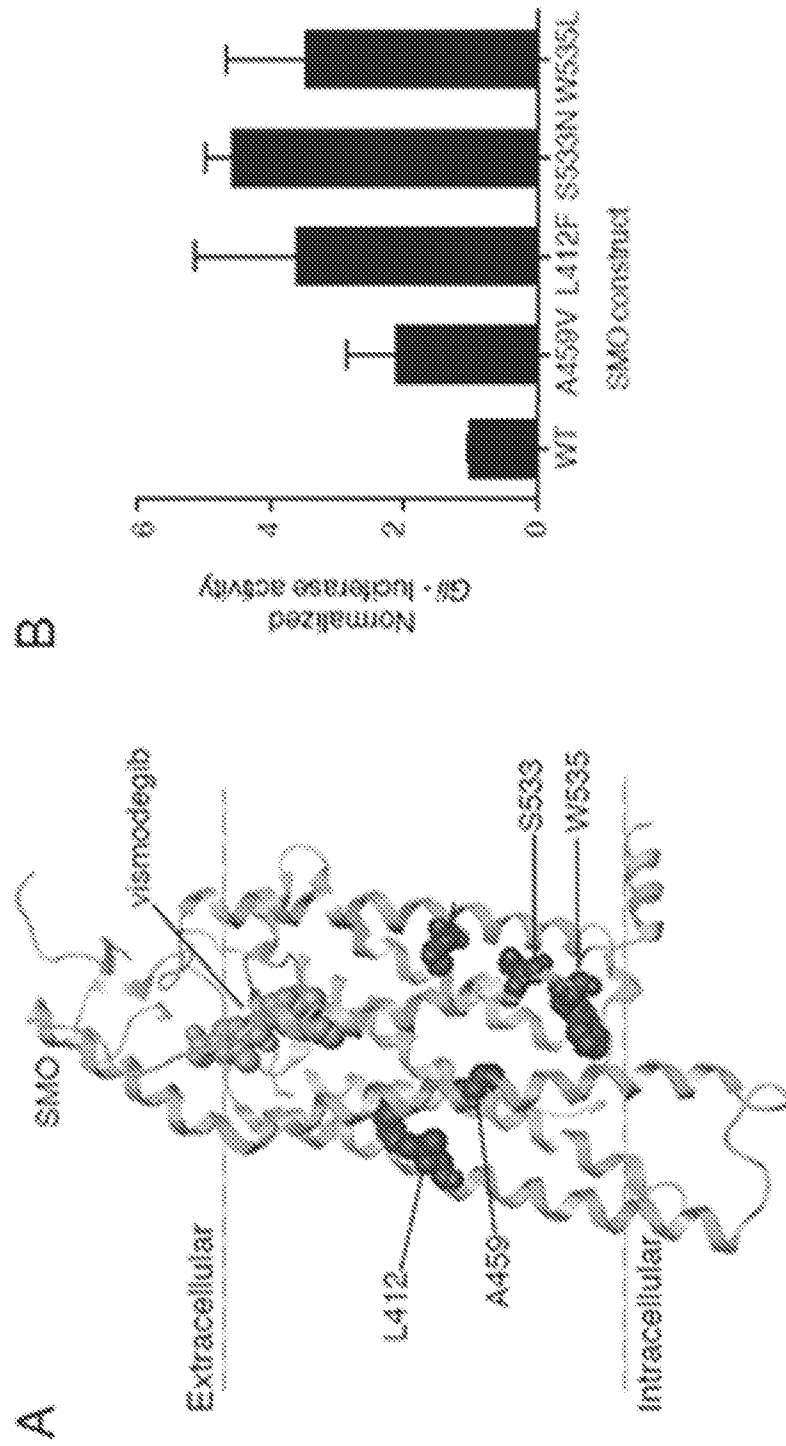 A
SMO
vismodegib
Extracellular
L412
A459
S533
W535
Intracellular
B
Normalized
Gli - luciferase activity
6
4
2
0
WT
A459V
L412F
S533N
W535L
SMO construct